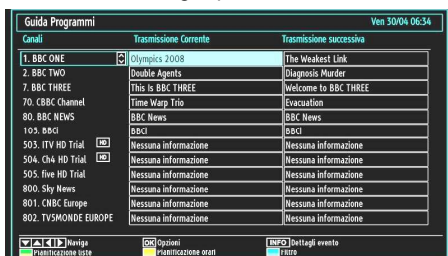 Guida Programmi Ven 30/04 06:34
Canali Trasmissione Corrente Trasmissione successiva
1. BBC ONE Olympics 2008 The Weakest Link
2. BBC TWO Double Agents Diagnosis Murder
7. BBC THREE This Is BBC THREE Welcome to BBC THREE
70. CBBC Channel Time Warp Trio Evacuation
80. BBC NEWS BBC News BBC News
105. BBCi BBCi BBCi
503. ITV HD Trial HD Nessuna informazione Nessuna informazione
504. Ch4 HD Trial HD Nessuna informazione Nessuna informazione
505. five HD Trial Nessuna informazione Nessuna informazione
800. Sky News Nessuna informazione Nessuna informazione
801. CNBC Europe Nessuna informazione Nessuna informazione
802. TV5MONDE EUROPE Nessuna informazione Nessuna informazione
Naviga OK Opzioni INFO Dettagli evento
Pianificazione liste Pianificazione orari Filtro